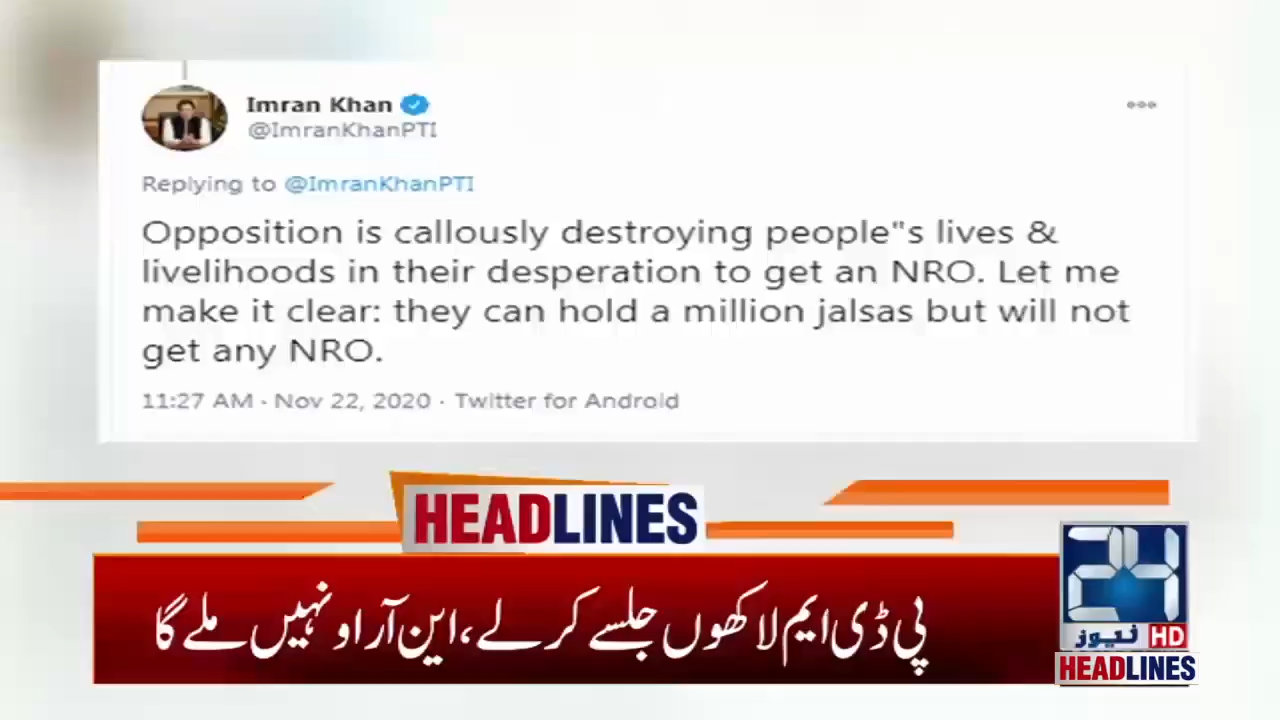 Imran Khan
@ImranKhanPTI
Replying to @ImranKhanPTI
Opposition is callously destroying people"s lives &
livelihoods in their desperation to get an NRO. Let me
make it clear: they can hold a million jalsas but will not
get any NRO.
11:27 AM · Nov 22, 2020 · Twitter for Android
HEADLINES
پی ڈی ایم لاکھوں جلسے کر لے، این آر او نہیں ملے گا
24
نیوز HD
HEADLINES